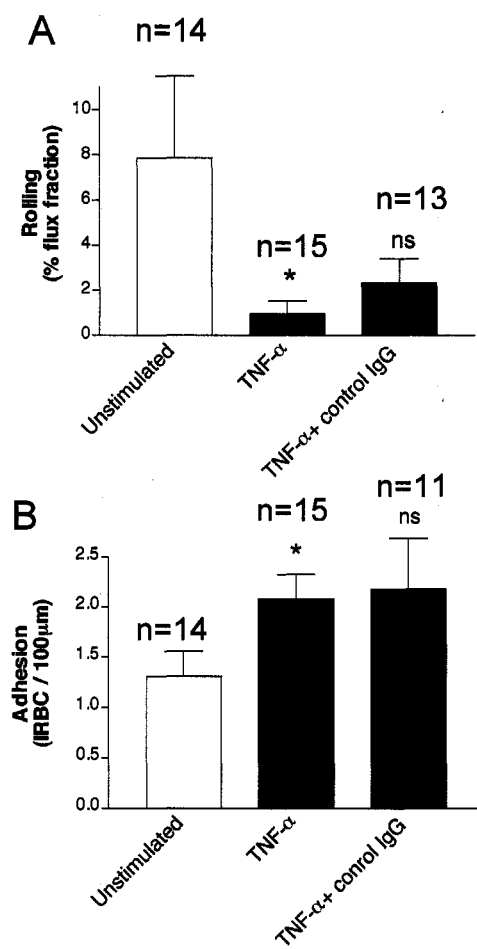 A
n=14
10
8
6
4
2
0
Rolling
(% flux fraction)
n=15
*
n=13
ns
Unstimulated
TNF-α
TNF-α+ control IgG
B
n=11
ns
n=15
*
n=14
2.5
2.0
1.5
1.0
0.5
0.0
Adhesion
(IRBC / 100μm)
Unstimulated
TNF-α
TNF-α+ conrol IgG